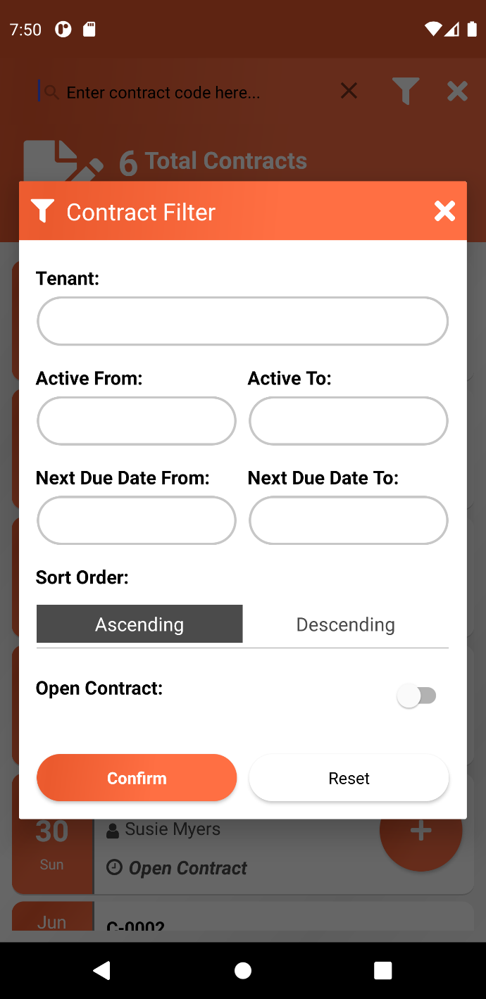 7:50
Enter contract code here...
6 Total Contracts
Contract Filter
Tenant:
Active From: Active To:
Next Due Date From: Next Due Date To:
Sort Order:
Ascending Descending
Open Contract:
Confirm Reset
30 Susie Myers
Sun Open Contract
Jun C-0002